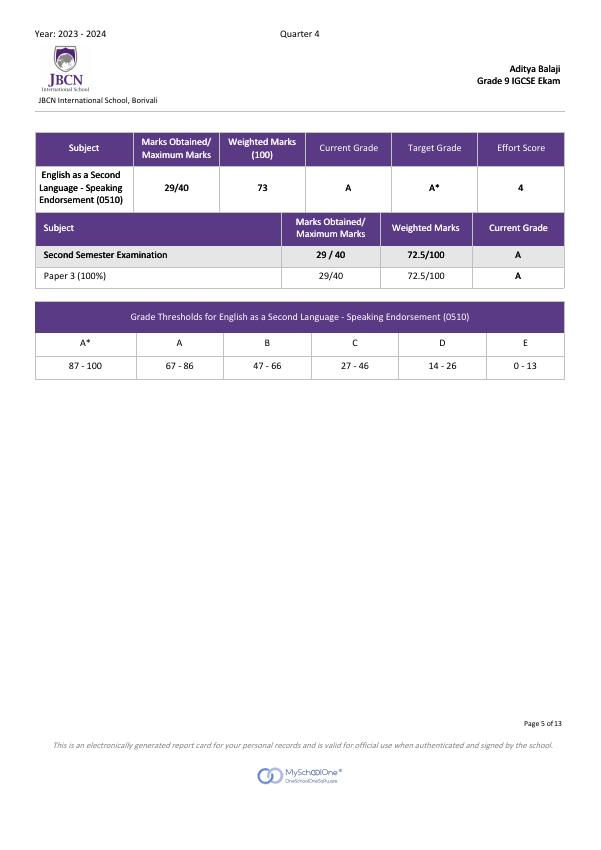 Year: 2023 - 2024 Quarter 4
JBCN
International School
Aditya Balaji
Grade 9 IGCSE Ekam
JBCN International School, Borivali
Subject Marks Obtained/ Maximum Marks Weighted Marks (100) Current Grade Target Grade Effort Score
English as a Second Language - Speaking Endorsement (0510) 29/40 73 A A* 4
Subject Marks Obtained/ Maximum Marks Weighted Marks Current Grade
Second Semester Examination 29 / 40 72.5/100 A
Paper 3 (100%) 29/40 72.5/100 A
Grade Thresholds for English as a Second Language - Speaking Endorsement (0510)
A* A B C D E
87 - 100 67 - 86 47 - 66 27 - 46 14 - 26 0 - 13
Page 5 of 13
This is an electronically generated report card for your personal records and is valid for official use when authenticated and signed by the school.
MySchoolOne®
OneSchoolOneSoftware